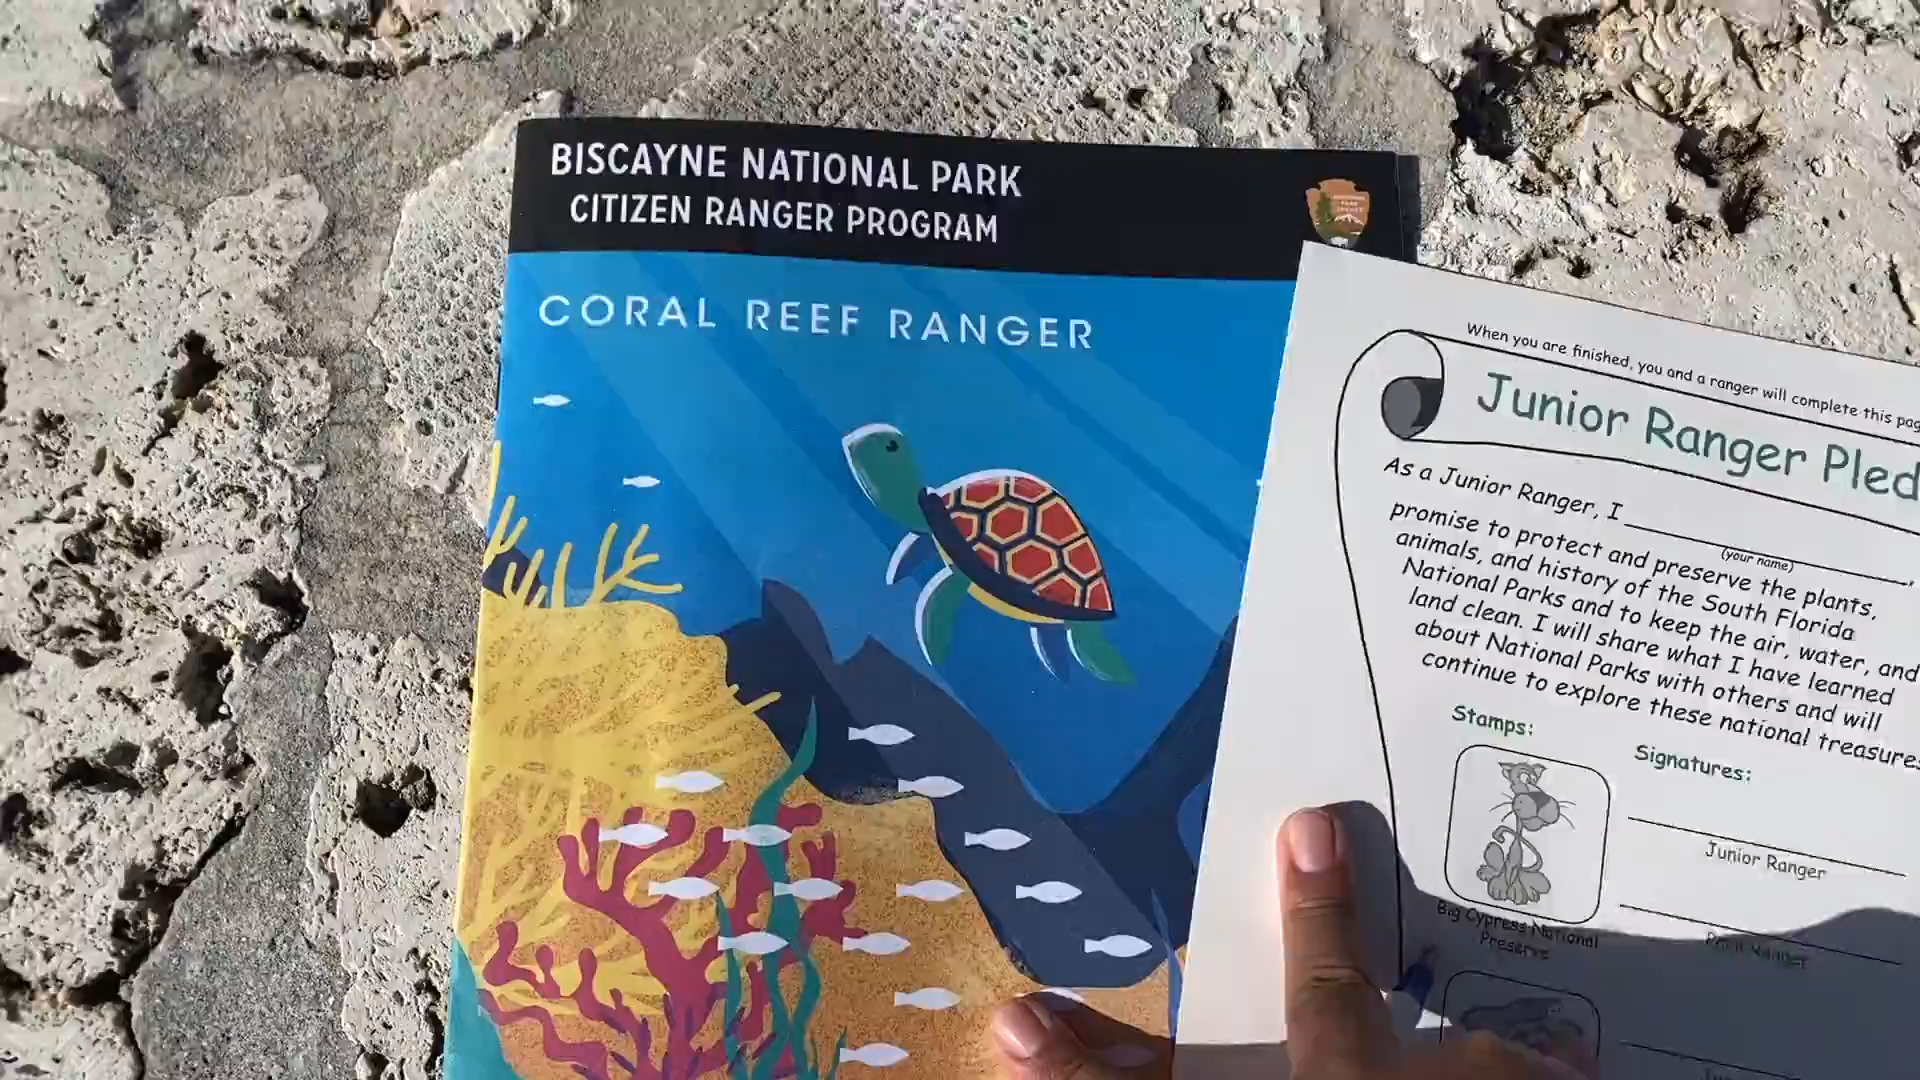 BISCAYNE NATIONAL PARK
CITIZEN RANGER PROGRAM
CORAL REEF RANGER
When you are finished, you and a ranger will complete this
Junior Ranger
As a Junior Ranger, I
(your name)
promise to protect and preserve the plants,
animals, and history of the South Florida
National Parks and to keep the air, water, and
land clean. I will share what I have learned
about National Parks with others and will
continue to explore these national treasures
Stamps:
Signatures:
Junior Ranger
Big Cypress National
Preserve
Park Ranger